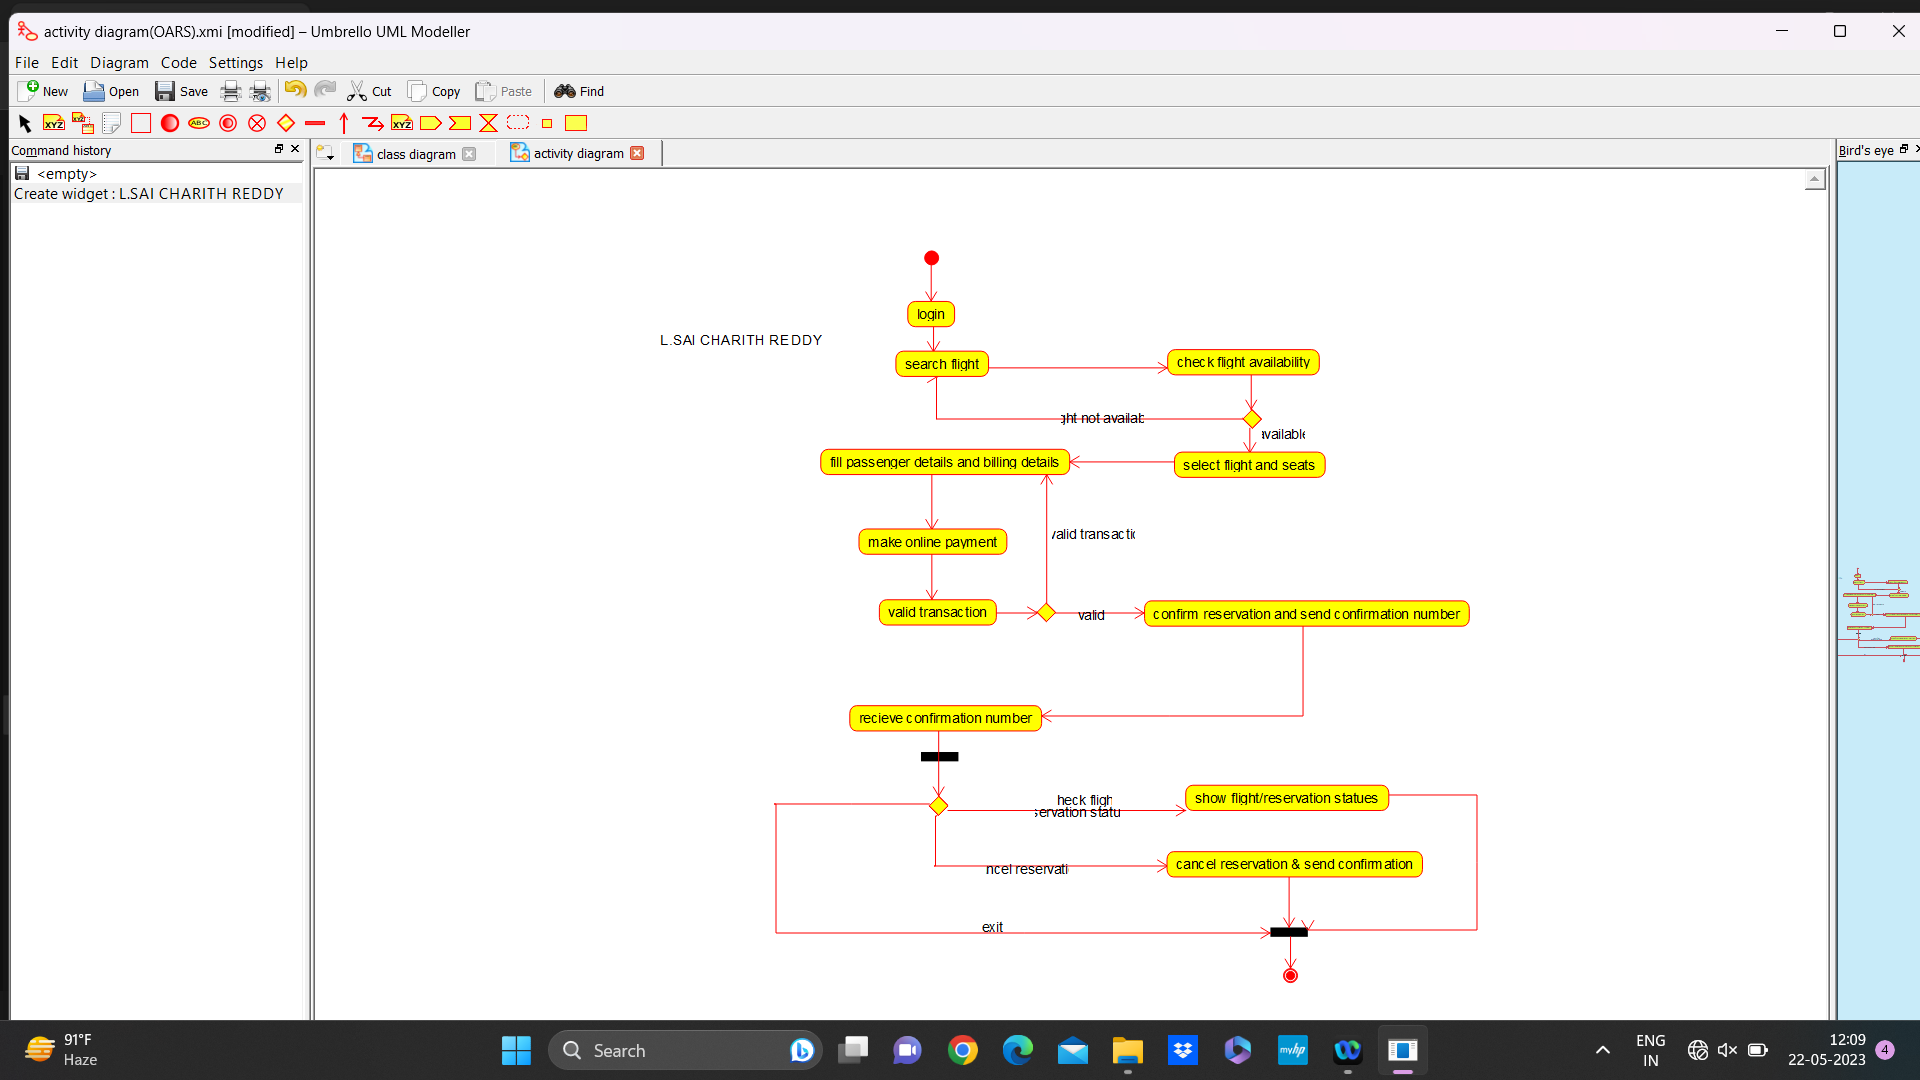 activity diagram(OARS).xmi [modified] – Umbrello UML Modeller
File Edit Diagram Code Settings Help
New Open Save Cut Copy Paste Find
Command history
<empty>
Create widget : L.SAI CHARITH REDDY
class diagram
activity diagram
Bird's eye
login
L.SAI CHARITH REDDY
search flight
check flight availability
ght not availab
available
fill passenger details and billing details
select flight and seats
valid transactio
make online payment
valid transaction
valid
confirm reservation and send confirmation number
recieve confirmation number
heck fligh
servation statu
show flight/reservation statues
ncel reservati
cancel reservation & send confirmation
exit
91°F
Haze
Search
myhp
ENG
IN
12:09
22-05-2023
4